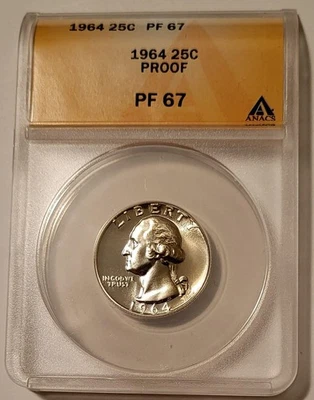 1964 25C PF 67
1964 25C
PROOF
PF 67
ANACS
LIBERTY
IN GOD WE
TRUST
1964